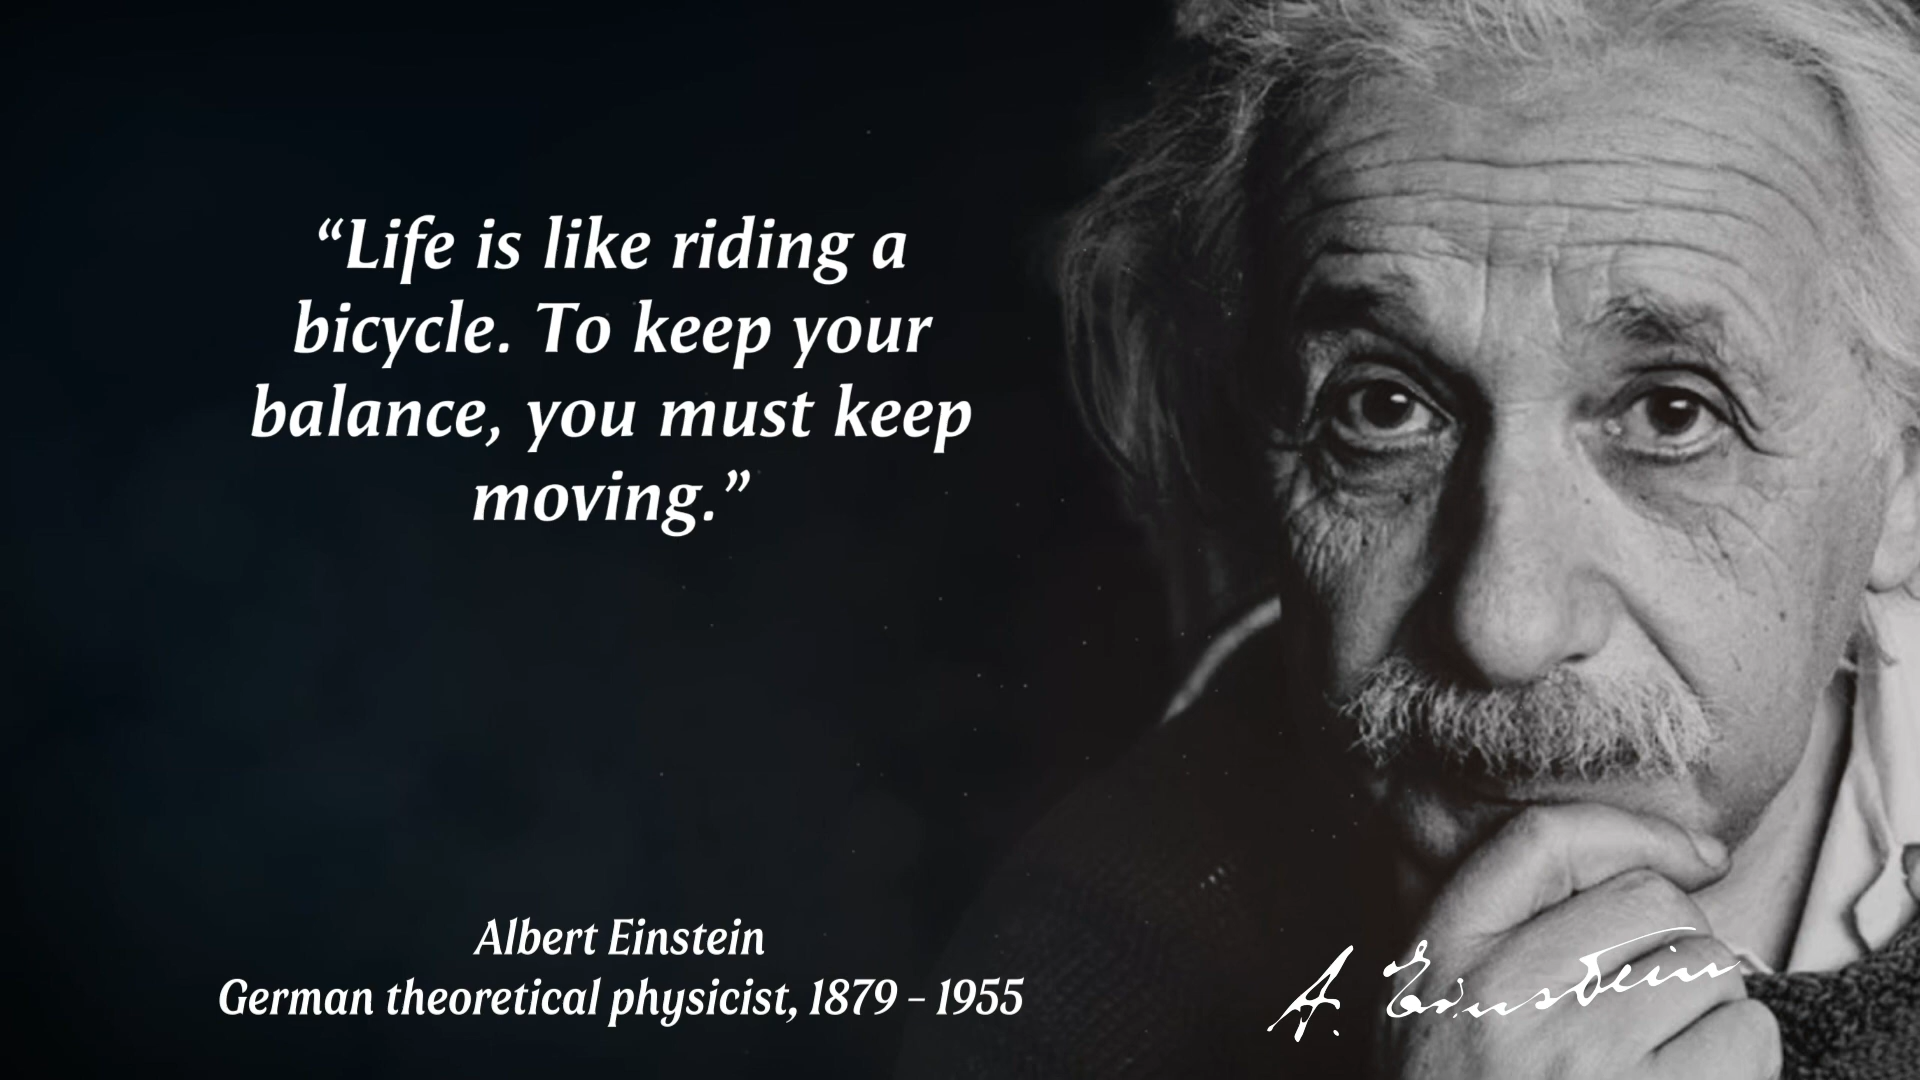 “Life is like riding a
bicycle. To keep your
balance, you must keep
moving.”
Albert Einstein
German theoretical physicist, 1879 – 1955
A. Einstein